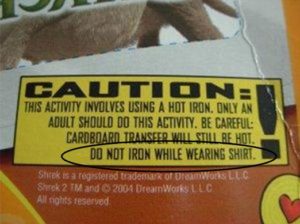 CAUTION:
THIS ACTIVITY INVOLVES USING A HOT IRON. ONLY AN
ADULT SHOULD DO THIS ACTIVITY. BE CAREFUL:
CARDBOARD TRANSFER WILL STILL BE HOT.
DO NOT IRON WHILE WEARING SHIRT.
!
Shrek is a registered trademark of DreamWorks L.L.C.
Shrek 2 TM and © 2004 DreamWorks L.L.C.
All rights reserved.